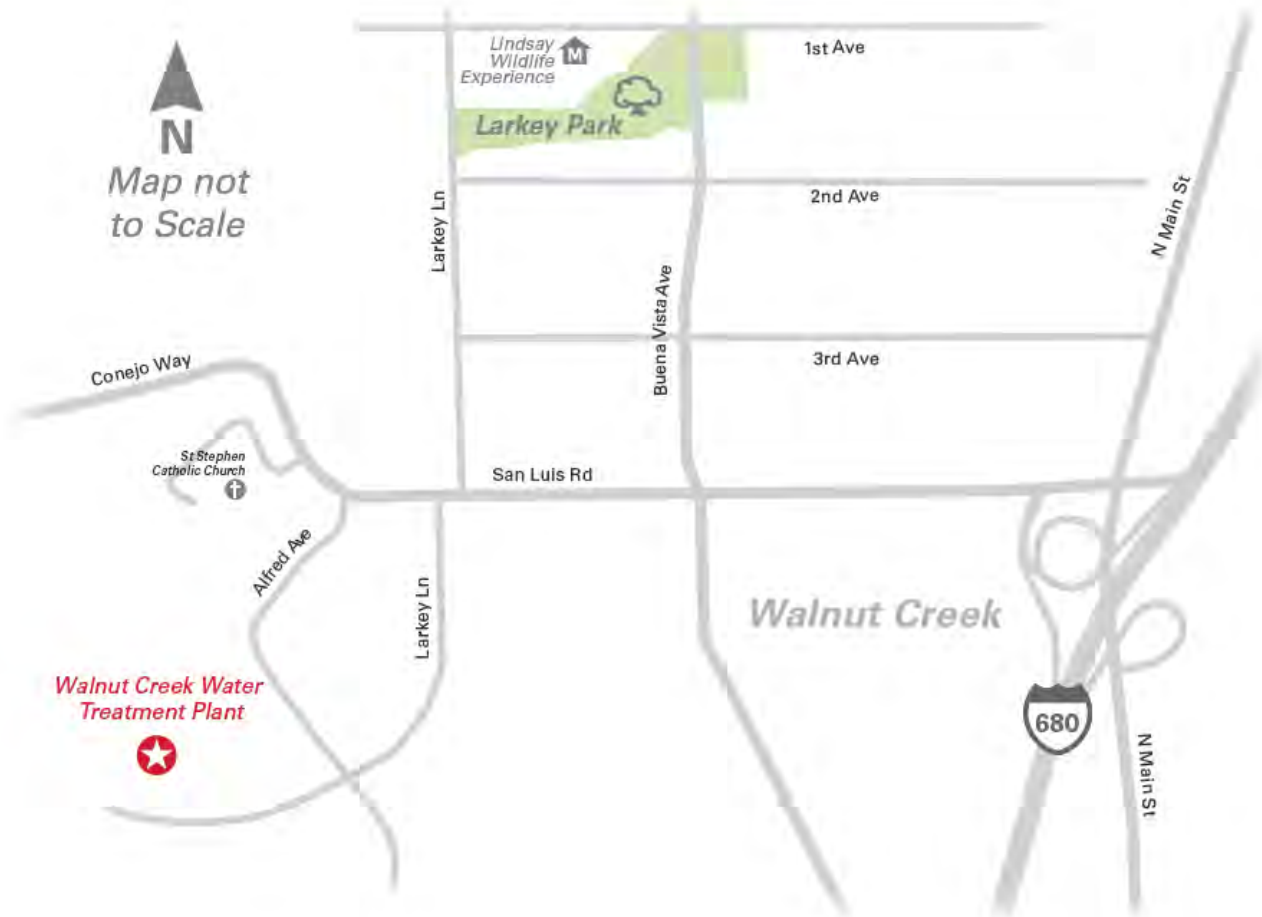 1st Ave
Lindsay
Wildlife
Experience
M
Larkey Park
N
Map not
to Scale
2nd Ave
N Main St
Larkey Ln
Buena Vista Ave
3rd Ave
Conejo Way
St Stephen
Catholic Church
San Luis Rd
Alfred Ave
Larkey Ln
Walnut Creek
Walnut Creek Water
Treatment Plant
680
N Main St